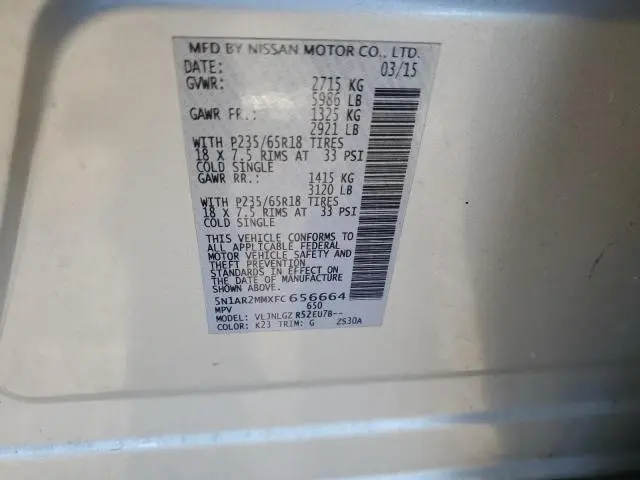 MFD BY NISSAN MOTOR CO., LTD.
DATE: 03/15
GVWR: 2715 KG
5986 LB
GAWR FR.: 1325 KG
2921 LB
WITH P235/65R18 TIRES
18 X 7.5 RIMS AT 33 PSI
COLD SINGLE
GAWR RR.: 1415 KG
3120 LB
WITH P235/65R18 TIRES
18 X 7.5 RIMS AT 33 PSI
COLD SINGLE
THIS VEHICLE CONFORMS TO
ALL APPLICABLE FEDERAL
MOTOR VEHICLE SAFETY AND
THEFT PREVENTION
STANDARDS IN EFFECT ON
THE DATE OF MANUFACTURE
SHOWN ABOVE.
5N1AR2MMXFC656664
MPV 650
MODEL: VLJNLGZ R52EU7B--
COLOR: K23 TRIM: G ZS30A